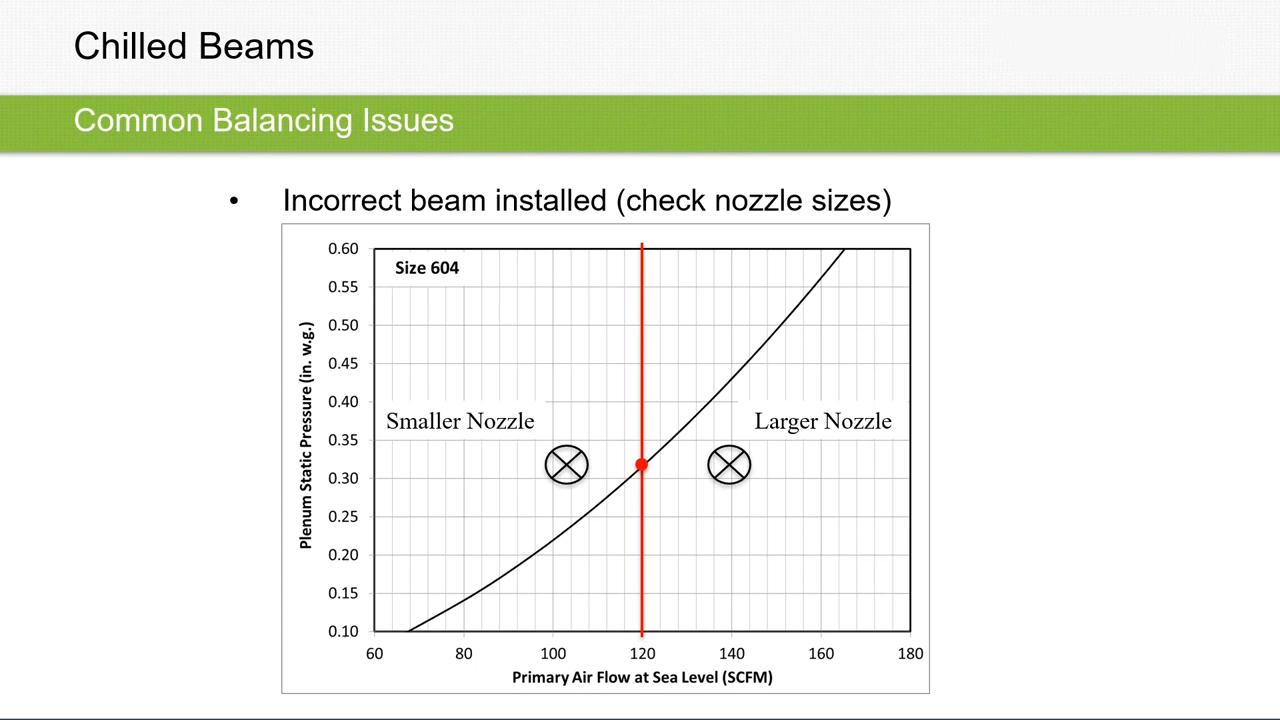 Chilled Beams
Common Balancing Issues
• Incorrect beam installed (check nozzle sizes)
Size 604
Plenum Static Pressure (in. w.g.)
0.60
0.55
0.50
0.45
0.40
0.35
0.30
0.25
0.20
0.15
0.10
Smaller Nozzle
Larger Nozzle
60 80 100 120 140 160 180
Primary Air Flow at Sea Level (SCFM)